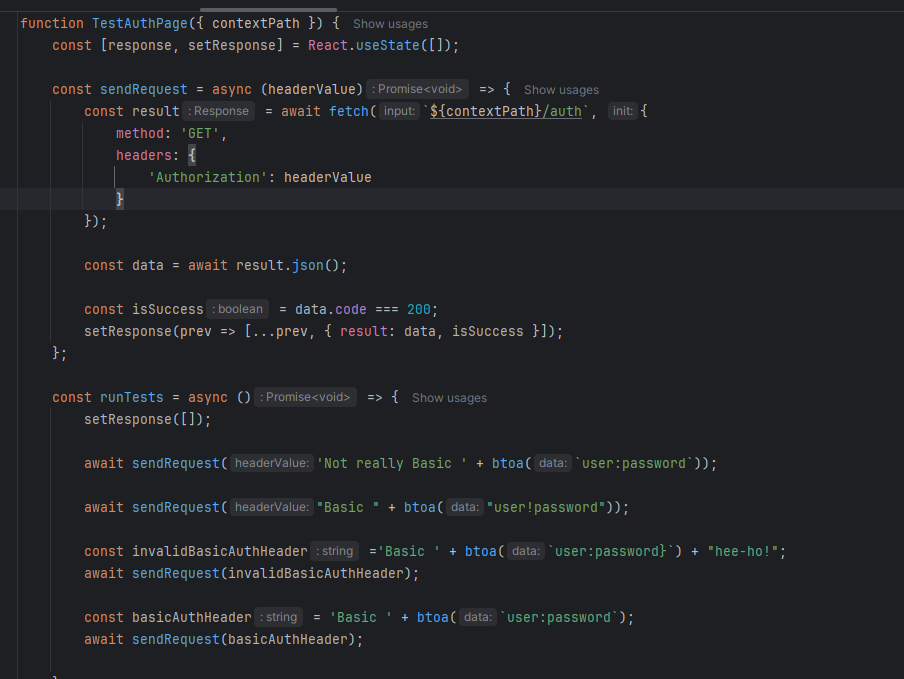 function TestAuthPage({ contextPath }) { Show usages
const [response, setResponse] = React.useState([]);
const sendRequest = async (headerValue) : Promise<void> => { Show usages
const result : Response = await fetch( input: `${contextPath}/auth`, init: {
method: 'GET',
headers: {
'Authorization': headerValue
}
});
const data = await result.json();
const isSuccess : boolean = data.code === 200;
setResponse(prev => [...prev, { result: data, isSuccess }]);
};
const runTests = async () : Promise<void> => { Show usages
setResponse([]);
await sendRequest( headerValue: 'Not really Basic ' + btoa( data: `user:password`));
await sendRequest( headerValue: "Basic " + btoa( data: "user!password"));
const invalidBasicAuthHeader : string ='Basic ' + btoa( data: `user:password}`) + "hee-ho!";
await sendRequest(invalidBasicAuthHeader);
const basicAuthHeader : string = 'Basic ' + btoa( data: `user:password`);
await sendRequest(basicAuthHeader);